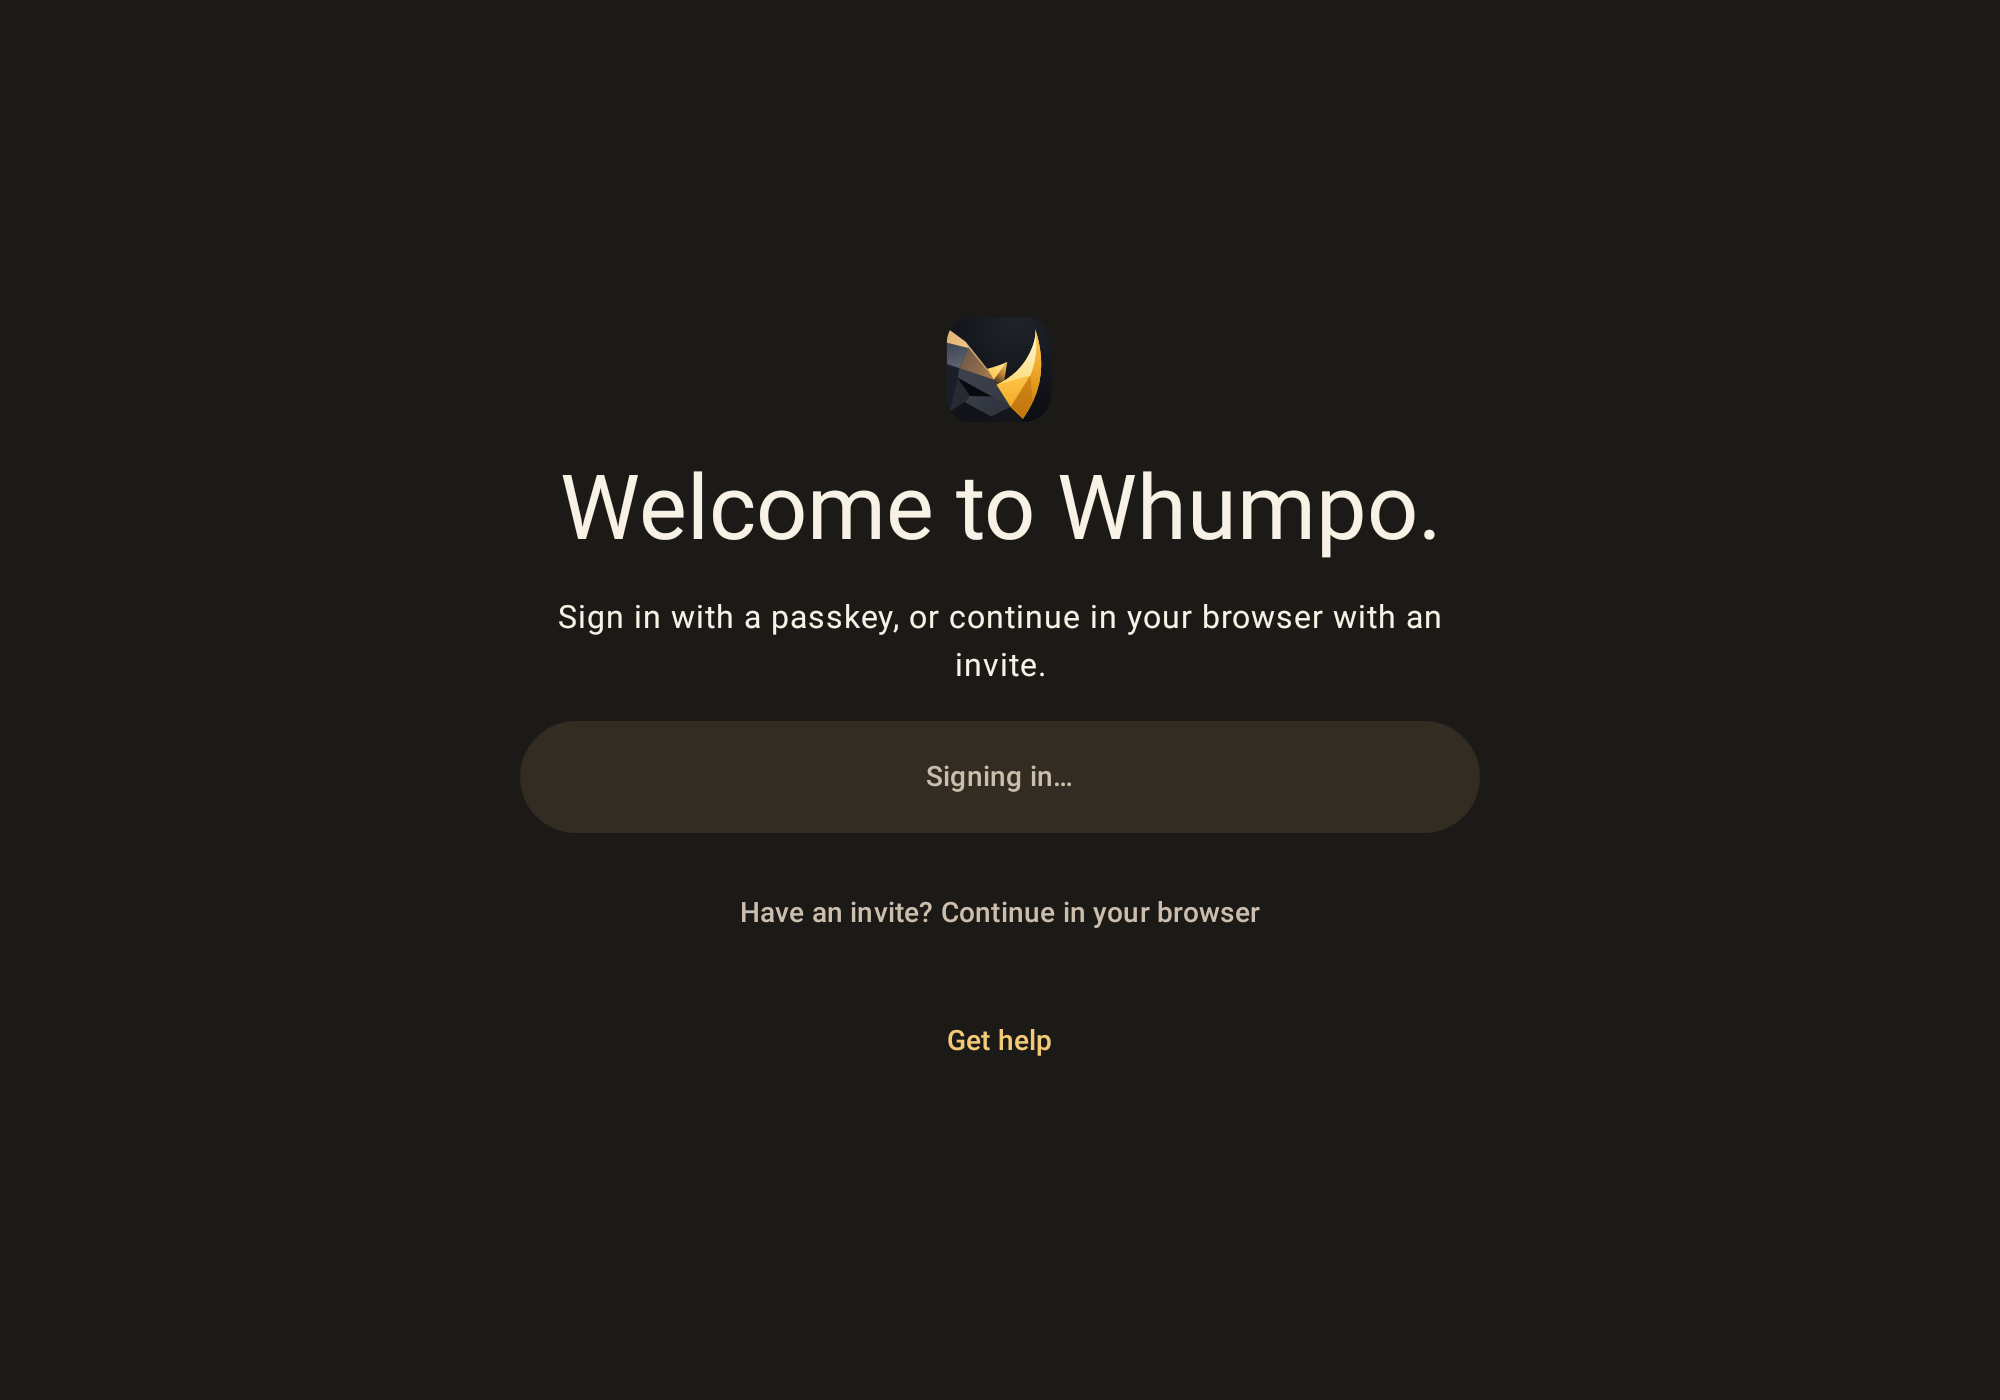 Welcome to Whumpo.
Sign in with a passkey, or continue in your browser with an
invite.
Signing in…
Have an invite? Continue in your browser
Get help